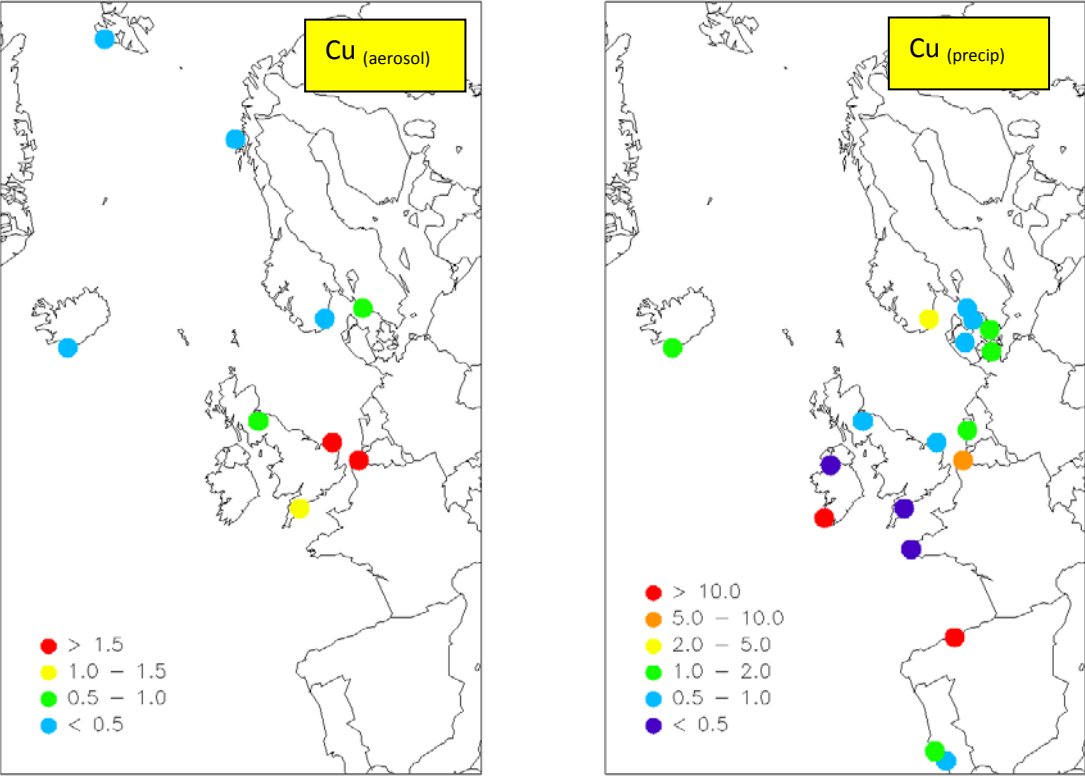 Cu (aerosol)
> 1.5
1.0 – 1.5
0.5 – 1.0
< 0.5
Cu (precip)
> 10.0
5.0 – 10.0
2.0 – 5.0
1.0 – 2.0
0.5 – 1.0
< 0.5